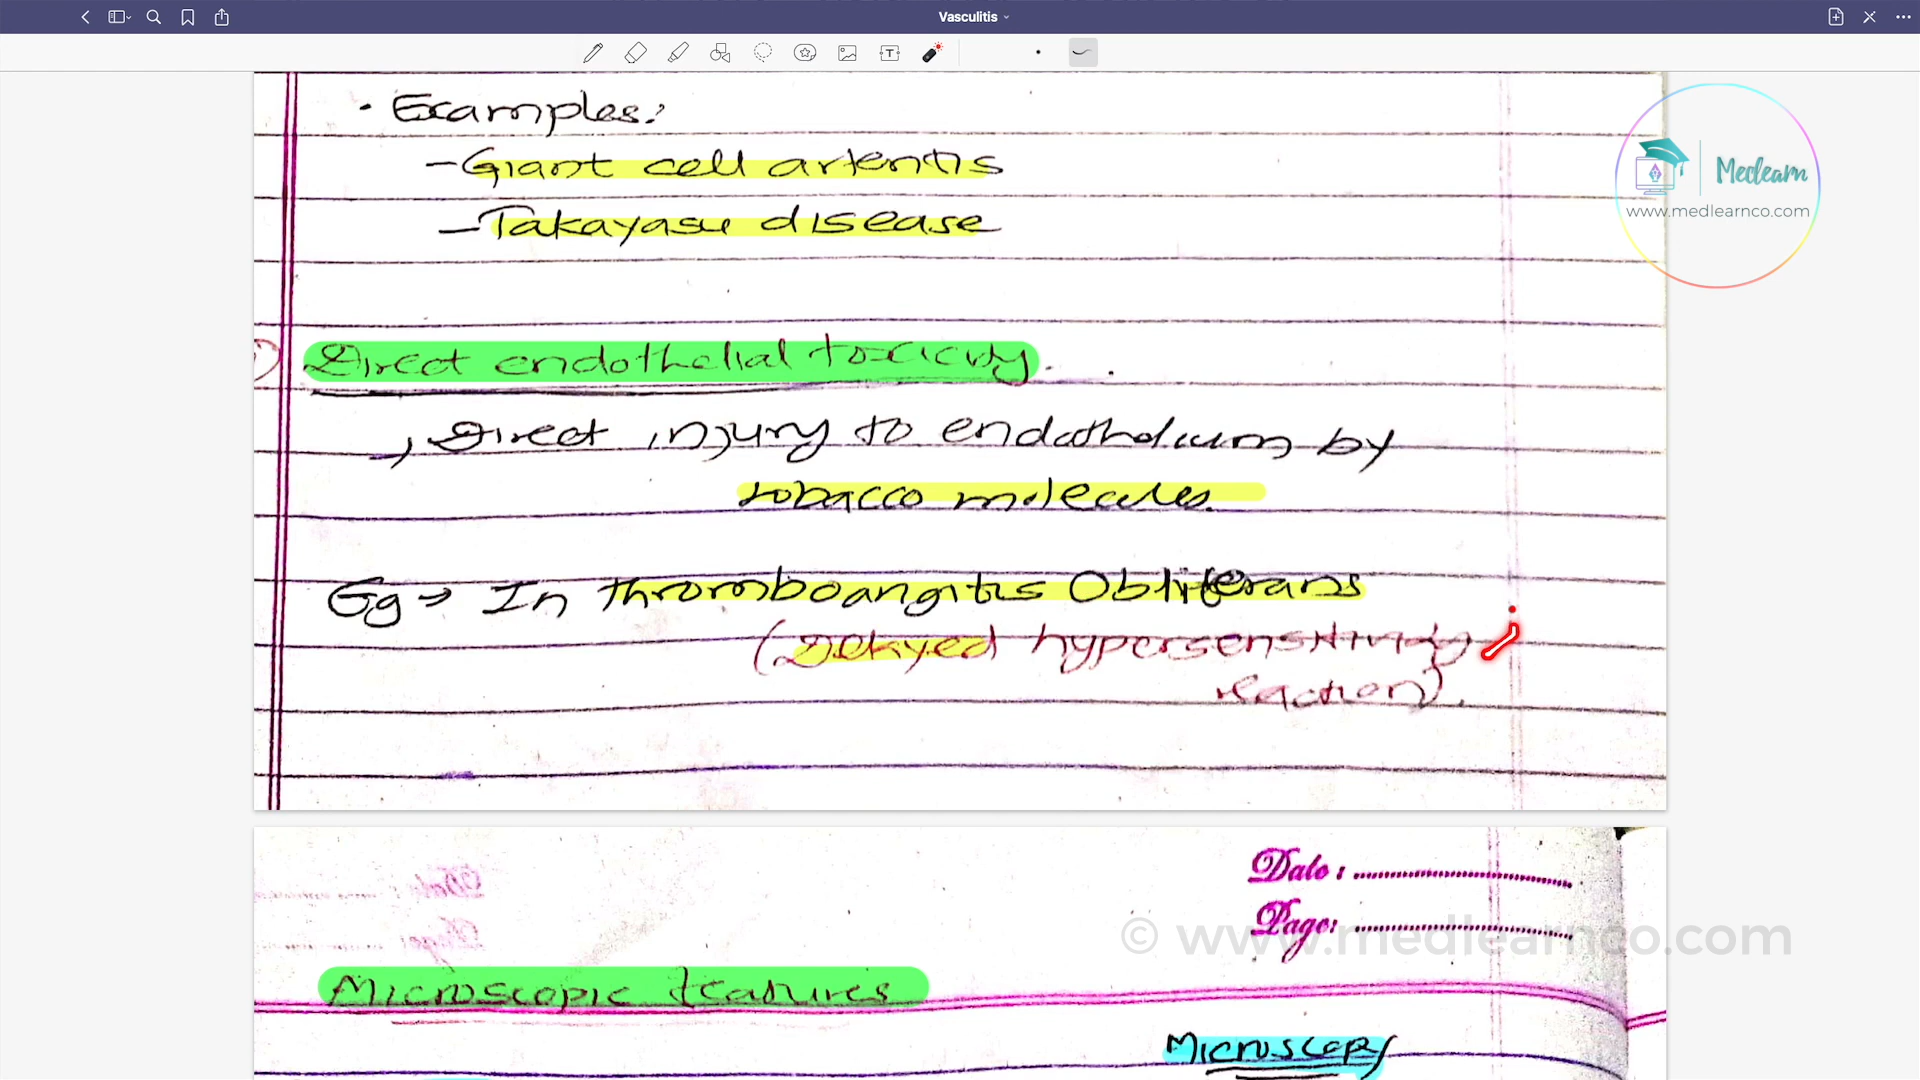 Vasculitis
• Examples:
- Giant cell arteritis
- Takayasu disease
Meclearn
www.medlearnco.com
Direct endothelial toxicity.
→ Direct injury to endothelium by
tobacco molecules.
Eg → In Thromboangitis Obliterans
(Delayed hypersensitivity
reaction).
Date :
Page:
© www.medlearnco.com
Microscopic features
Microscopy